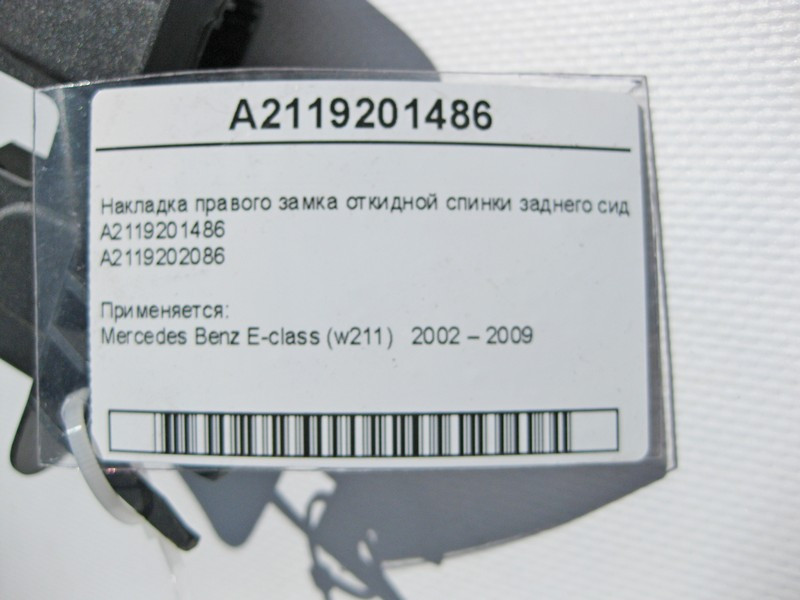 A2119201486
Накладка правого замка откидной спинки заднего сид
A2119201486
A2119202086
Применяется:
Mercedes Benz E-class (w211) 2002 – 2009